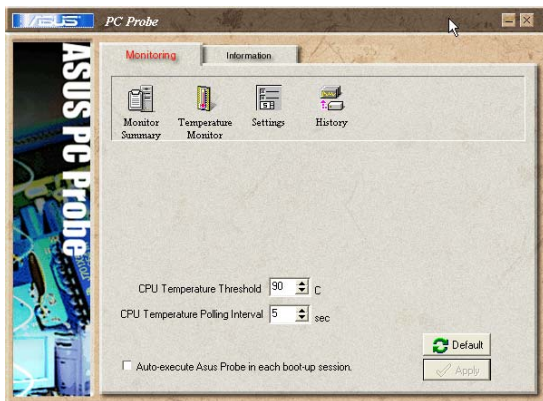 ASUS PC Probe
Monitoring Information
ASUS PC Probe
Monitor Summary
Temperature Monitor
Settings
History
CPU Temperature Threshold 90 C
CPU Temperature Polling Interval 5 sec
Default
Auto-execute Asus Probe in each boot-up session.
Apply